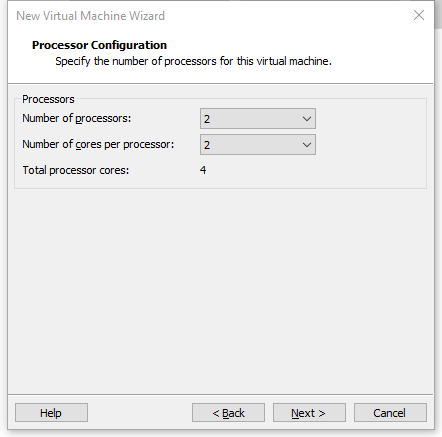 New Virtual Machine Wizard
Processor Configuration
Specify the number of processors for this virtual machine.
Processors
Number of processors: 2
Number of cores per processor: 2
Total processor cores: 4
Help < Back Next > Cancel